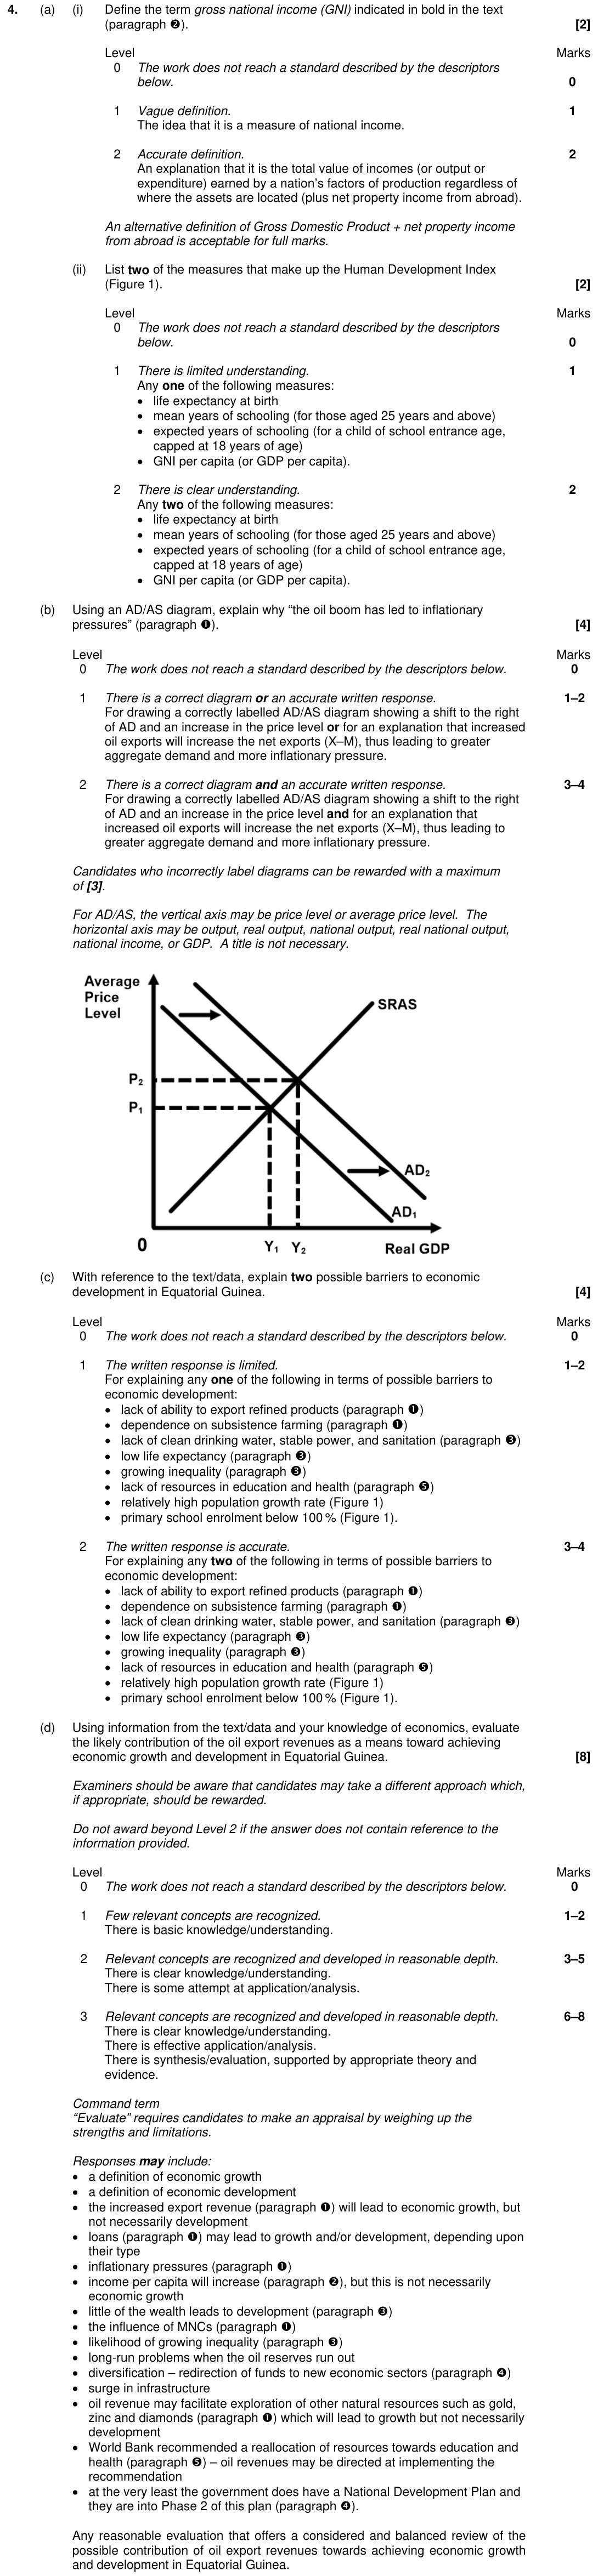 4. (a) (i) Define the term gross national income (GNI) indicated in bold in the text
(paragraph ❷). [2]
Level Marks
0 The work does not reach a standard described by the descriptors
below. 0
1 Vague definition. 1
The idea that it is a measure of national income.
2 Accurate definition. 2
An explanation that it is the total value of incomes (or output or
expenditure) earned by a nation's factors of production regardless of
where the assets are located (plus net property income from abroad).
An alternative definition of Gross Domestic Product + net property income
from abroad is acceptable for full marks.
(ii) List two of the measures that make up the Human Development Index
(Figure 1). [2]
Level Marks
0 The work does not reach a standard described by the descriptors
below. 0
1 There is limited understanding. 1
Any one of the following measures:
• life expectancy at birth
• mean years of schooling (for those aged 25 years and above)
• expected years of schooling (for a child of school entrance age,
capped at 18 years of age)
• GNI per capita (or GDP per capita).
2 There is clear understanding. 2
Any two of the following measures:
• life expectancy at birth
• mean years of schooling (for those aged 25 years and above)
• expected years of schooling (for a child of school entrance age,
capped at 18 years of age)
• GNI per capita (or GDP per capita).
(b) Using an AD/AS diagram, explain why "the oil boom has led to inflationary
pressures" (paragraph ❶). [4]
Level Marks
0 The work does not reach a standard described by the descriptors below. 0
1 There is a correct diagram or an accurate written response. 1–2
For drawing a correctly labelled AD/AS diagram showing a shift to the right
of AD and an increase in the price level or for an explanation that increased
oil exports will increase the net exports (X–M), thus leading to greater
aggregate demand and more inflationary pressure.
2 There is a correct diagram and an accurate written response. 3–4
For drawing a correctly labelled AD/AS diagram showing a shift to the right
of AD and an increase in the price level and for an explanation that
increased oil exports will increase the net exports (X–M), thus leading to
greater aggregate demand and more inflationary pressure.
Candidates who incorrectly label diagrams can be rewarded with a maximum
of [3].
For AD/AS, the vertical axis may be price level or average price level. The
horizontal axis may be output, real output, national output, real national output,
national income, or GDP. A title is not necessary.
Average
Price
Level
SRAS
P₂
P₁
AD₂
AD₁
0 Y₁ Y₂ Real GDP
(c) With reference to the text/data, explain two possible barriers to economic
development in Equatorial Guinea. [4]
Level Marks
0 The work does not reach a standard described by the descriptors below. 0
1 The written response is limited. 1–2
For explaining any one of the following in terms of possible barriers to
economic development:
• lack of ability to export refined products (paragraph ❶)
• dependence on subsistence farming (paragraph ❶)
• lack of clean drinking water, stable power, and sanitation (paragraph ❸)
• low life expectancy (paragraph ❸)
• growing inequality (paragraph ❸)
• lack of resources in education and health (paragraph ❺)
• relatively high population growth rate (Figure 1)
• primary school enrolment below 100 % (Figure 1).
2 The written response is accurate. 3–4
For explaining any two of the following in terms of possible barriers to
economic development:
• lack of ability to export refined products (paragraph ❶)
• dependence on subsistence farming (paragraph ❶)
• lack of clean drinking water, stable power, and sanitation (paragraph ❸)
• low life expectancy (paragraph ❸)
• growing inequality (paragraph ❸)
• lack of resources in education and health (paragraph ❺)
• relatively high population growth rate (Figure 1)
• primary school enrolment below 100 % (Figure 1).
(d) Using information from the text/data and your knowledge of economics, evaluate
the likely contribution of the oil export revenues as a means toward achieving
economic growth and development in Equatorial Guinea. [8]
Examiners should be aware that candidates may take a different approach which,
if appropriate, should be rewarded.
Do not award beyond Level 2 if the answer does not contain reference to the
information provided.
Level Marks
0 The work does not reach a standard described by the descriptors below. 0
1 Few relevant concepts are recognized. 1–2
There is basic knowledge/understanding.
2 Relevant concepts are recognized and developed in reasonable depth. 3–5
There is clear knowledge/understanding.
There is some attempt at application/analysis.
3 Relevant concepts are recognized and developed in reasonable depth. 6–8
There is clear knowledge/understanding.
There is effective application/analysis.
There is synthesis/evaluation, supported by appropriate theory and
evidence.
Command term
"Evaluate" requires candidates to make an appraisal by weighing up the
strengths and limitations.
Responses may include:
• a definition of economic growth
• a definition of economic development
• the increased export revenue (paragraph ❶) will lead to economic growth, but
not necessarily development
• loans (paragraph ❶) may lead to growth and/or development, depending upon
their type
• inflationary pressures (paragraph ❶)
• income per capita will increase (paragraph ❷), but this is not necessarily
economic growth
• little of the wealth leads to development (paragraph ❸)
• the influence of MNCs (paragraph ❶)
• likelihood of growing inequality (paragraph ❸)
• long-run problems when the oil reserves run out
• diversification – redirection of funds to new economic sectors (paragraph ❹)
• surge in infrastructure
• oil revenue may facilitate exploration of other natural resources such as gold,
zinc and diamonds (paragraph ❶) which will lead to growth but not necessarily
development
• World Bank recommended a reallocation of resources towards education and
health (paragraph ❺) – oil revenues may be directed at implementing the
recommendation
• at the very least the government does have a National Development Plan and
they are into Phase 2 of this plan (paragraph ❹).
Any reasonable evaluation that offers a considered and balanced review of the
possible contribution of oil export revenues towards achieving economic growth
and development in Equatorial Guinea.